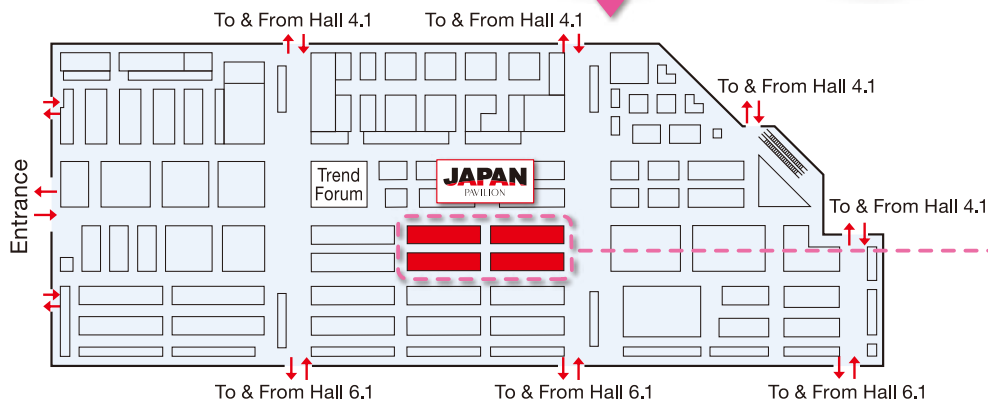 To & From Hall 4.1
To & From Hall 4.1
To & From Hall 4.1
Trend
Forum
JAPAN
PAVILION
Entrance
To & From Hall 4.1
To & From Hall 6.1
To & From Hall 6.1
To & From Hall 6.1